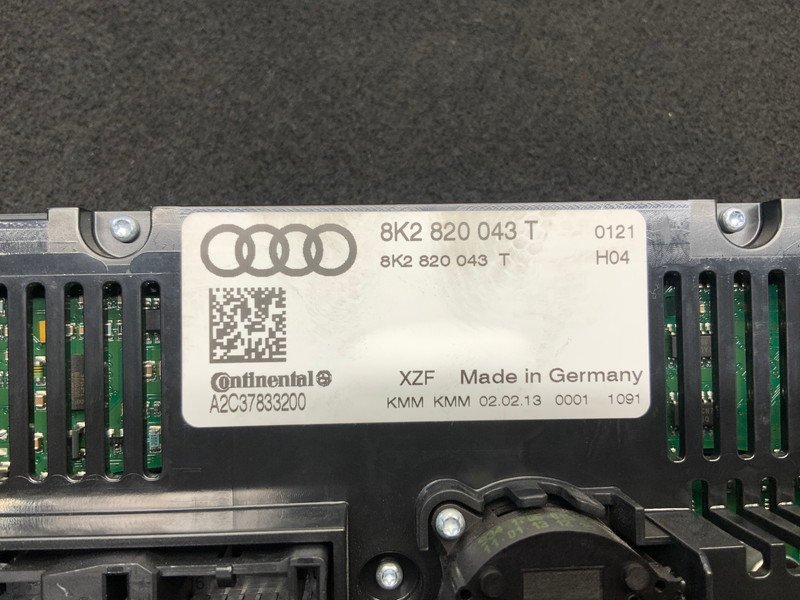 8K2 820 043 T 0121
8K2 820 043 T H04
Continental
XZF Made in Germany
A2C37833200
KMM KMM 02.02.13 0001 1091